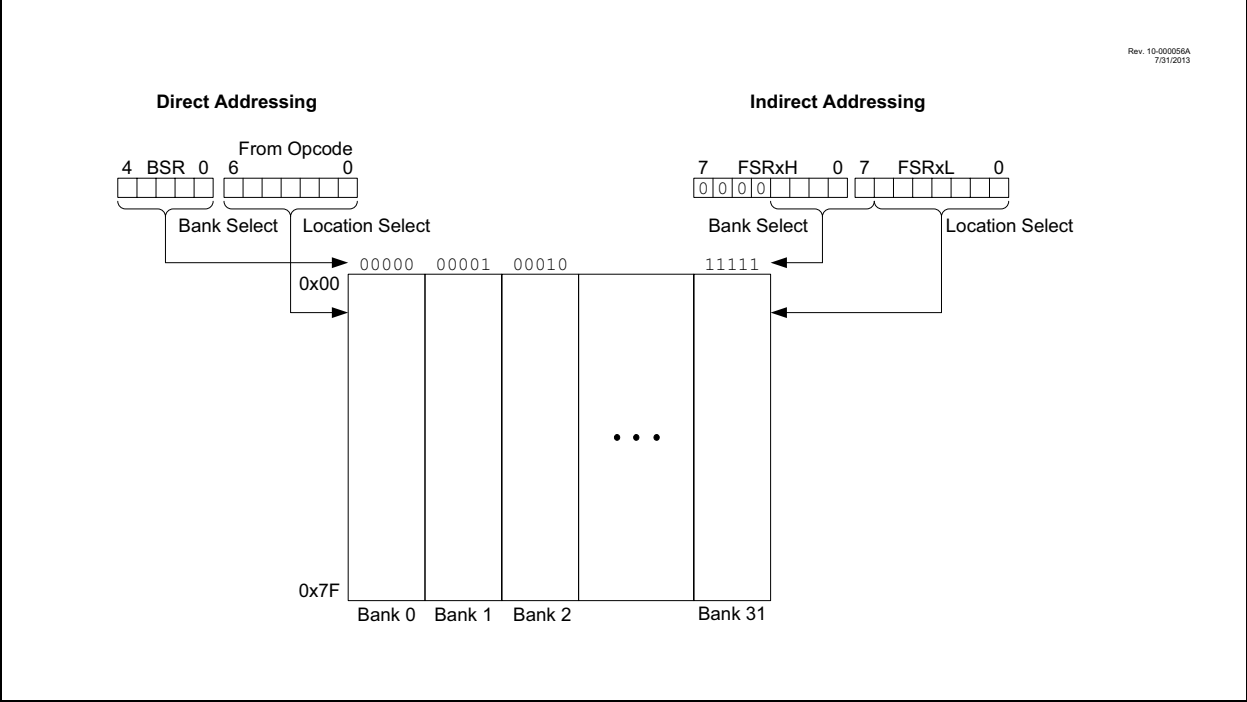 Rev. 10-000056A
7/31/2013
Direct Addressing
Indirect Addressing
From Opcode
4 BSR 0 6 0
7 FSRxH 0 7 FSRxL 0
0 0 0 0
Bank Select Location Select
Bank Select Location Select
00000 00001 00010 11111
0x00
0x7F
Bank 0 Bank 1 Bank 2 Bank 31